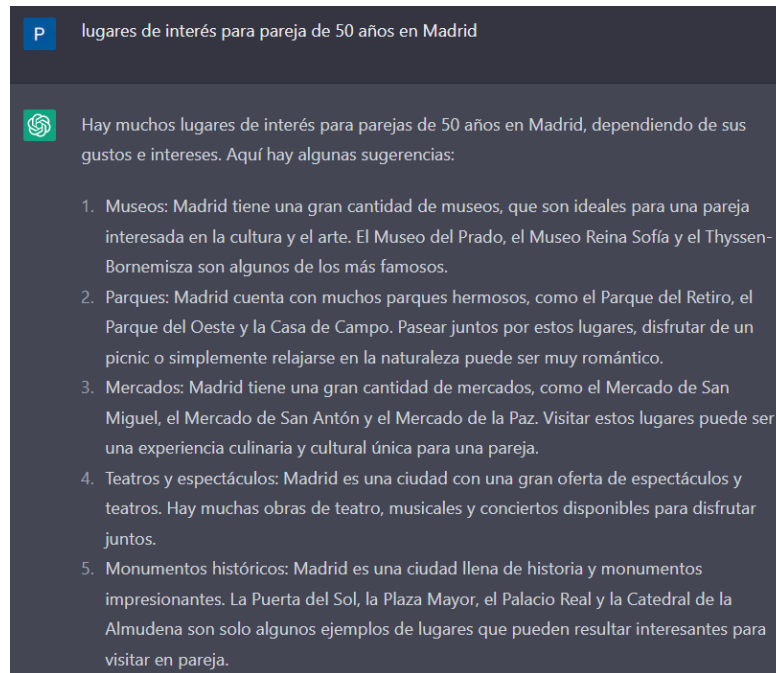 P
lugares de interés para pareja de 50 años en Madrid
Hay muchos lugares de interés para parejas de 50 años en Madrid, dependiendo de sus
gustos e intereses. Aquí hay algunas sugerencias:
1. Museos: Madrid tiene una gran cantidad de museos, que son ideales para una pareja
interesada en la cultura y el arte. El Museo del Prado, el Museo Reina Sofía y el Thyssen-
Bornemisza son algunos de los más famosos.
2. Parques: Madrid cuenta con muchos parques hermosos, como el Parque del Retiro, el
Parque del Oeste y la Casa de Campo. Pasear juntos por estos lugares, disfrutar de un
picnic o simplemente relajarse en la naturaleza puede ser muy romántico.
3. Mercados: Madrid tiene una gran cantidad de mercados, como el Mercado de San
Miguel, el Mercado de San Antón y el Mercado de la Paz. Visitar estos lugares puede ser
una experiencia culinaria y cultural única para una pareja.
4. Teatros y espectáculos: Madrid es una ciudad con una gran oferta de espectáculos y
teatros. Hay muchas obras de teatro, musicales y conciertos disponibles para disfrutar
juntos.
5. Monumentos históricos: Madrid es una ciudad llena de historia y monumentos
impresionantes. La Puerta del Sol, la Plaza Mayor, el Palacio Real y la Catedral de la
Almudena son solo algunos ejemplos de lugares que pueden resultar interesantes para
visitar en pareja.